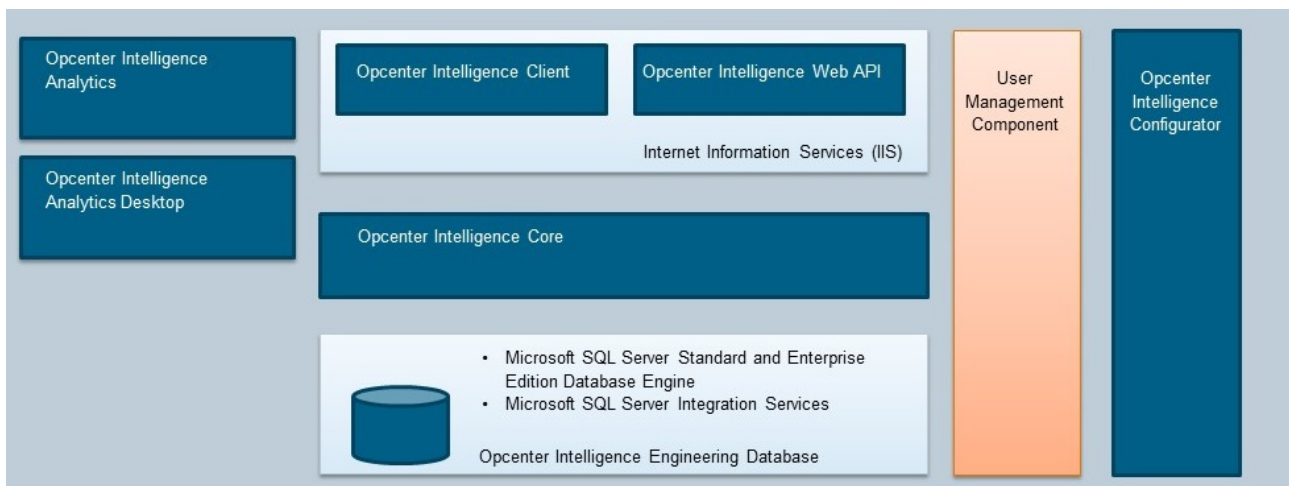 Opcenter Intelligence
Analytics
Opcenter Intelligence
Analytics Desktop
Opcenter Intelligence Client
Opcenter Intelligence Web API
Internet Information Services (IIS)
Opcenter Intelligence Core
• Microsoft SQL Server Standard and Enterprise
Edition Database Engine
• Microsoft SQL Server Integration Services
Opcenter Intelligence Engineering Database
User
Management
Component
Opcenter
Intelligence
Configurator